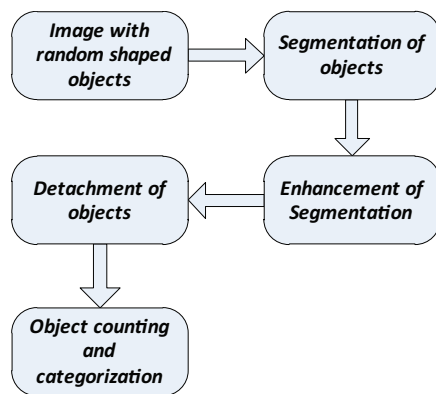 Image with
random shaped
objects
Segmentation of
objects
Enhancement of
Segmentation
Detachment of
objects
Object counting
and
categorization